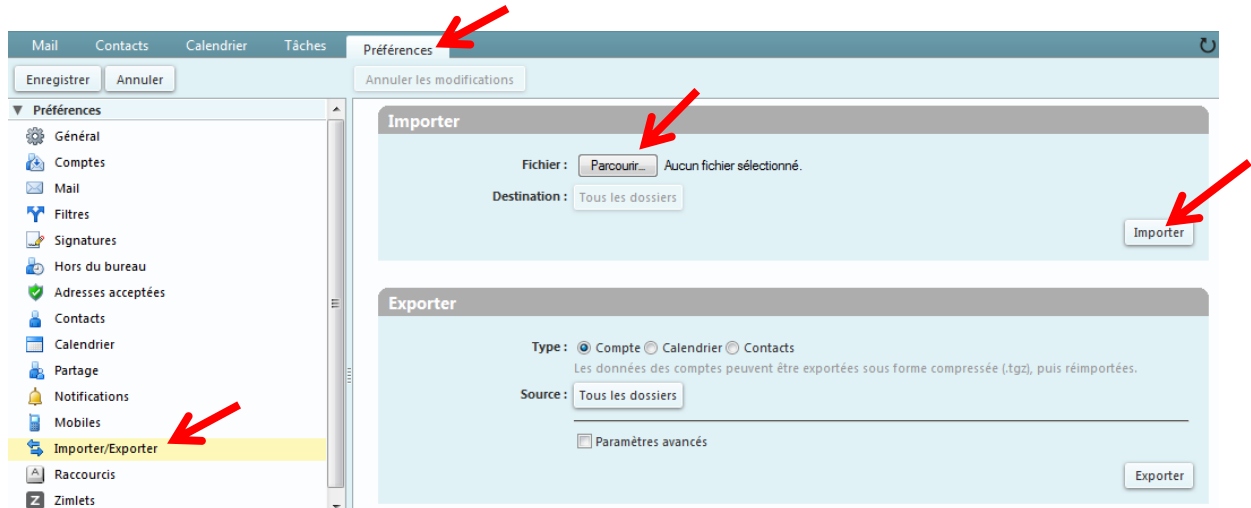 Mail Contacts Calendrier Tâches Préférences
Enregistrer Annuler Annuler les modifications
Préférences
Général
Comptes
Mail
Filtres
Signatures
Hors du bureau
Adresses acceptées
Contacts
Calendrier
Partage
Notifications
Mobiles
Importer/Exporter
Raccourcis
Zimlets
Importer
Fichier : Parcourir... Aucun fichier sélectionné.
Destination : Tous les dossiers
Importer
Exporter
Type : Compte Calendrier Contacts
Les données des comptes peuvent être exportées sous forme compressée (.tgz), puis réimportées.
Source : Tous les dossiers
Paramètres avancés
Exporter